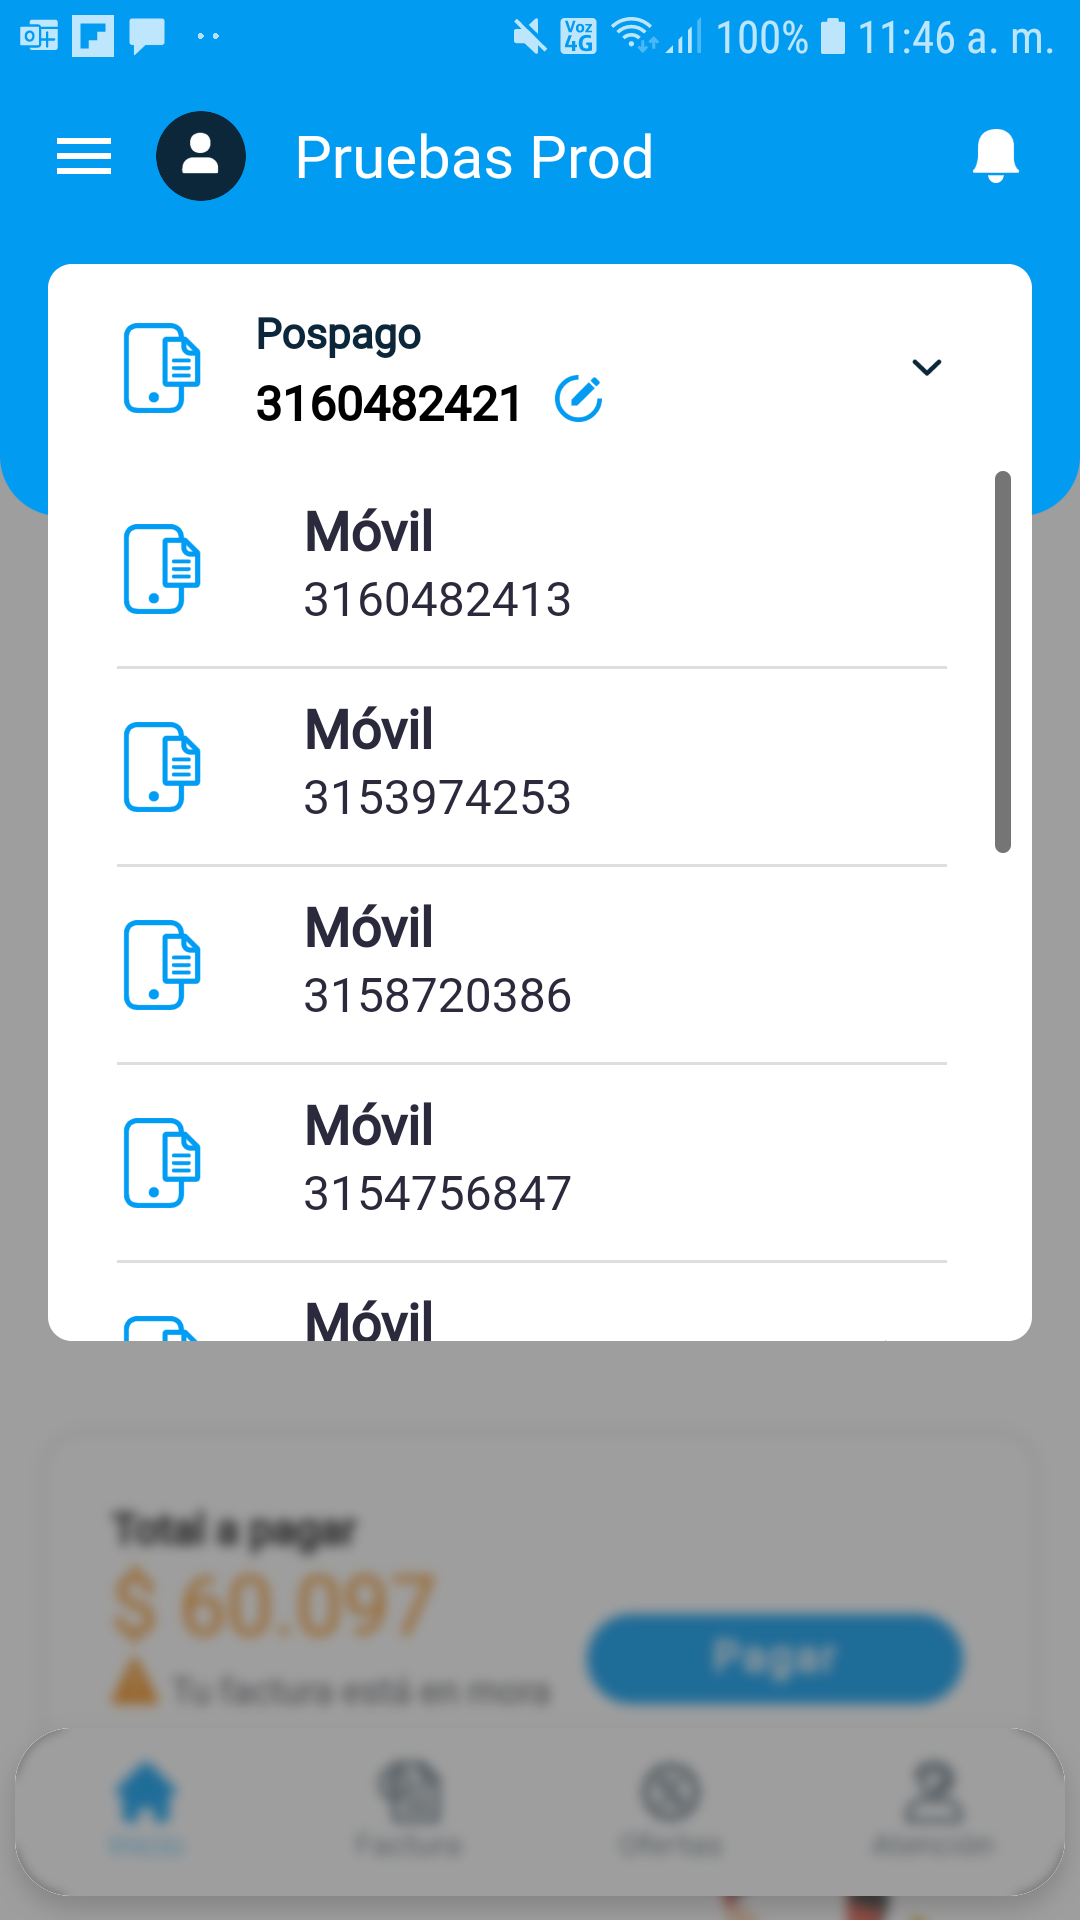 Voz 4G 100% 11:46 a. m.
Pruebas Prod
Pospago
3160482421
Móvil
3160482413
Móvil
3153974253
Móvil
3158720386
Móvil
3154756847
Móvil
Total a pagar
$ 60.097
Pagar
Tu factura está en mora
Inicio Factura Ofertas Atención